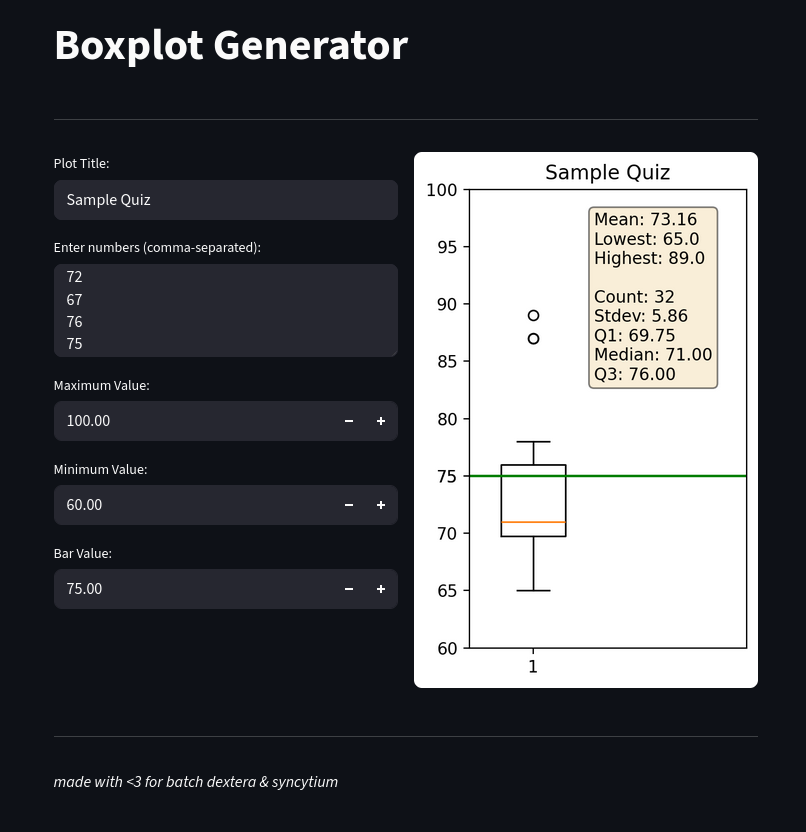 Boxplot Generator
Plot Title:
Sample Quiz
Enter numbers (comma-separated):
72
67
76
75
Maximum Value:
100.00 − +
Minimum Value:
60.00 − +
Bar Value:
75.00 − +
Sample Quiz
100
95
90
85
80
75
70
65
60
1
Mean: 73.16
Lowest: 65.0
Highest: 89.0
Count: 32
Stdev: 5.86
Q1: 69.75
Median: 71.00
Q3: 76.00
made with <3 for batch dextera & syncytium